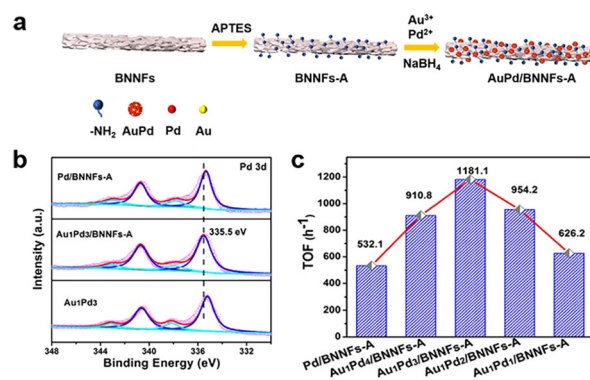 a
APTES
Au3+
Pd2+
NaBH4
BNNFs
BNNFs-A
AuPd/BNNFs-A
-NH2 AuPd Pd Au
b
Pd 3d
Pd/BNNFs-A
Au1Pd3/BNNFs-A
335.5 eV
Au1Pd3
Intensity (a.u.)
348 344 340 336 332
Binding Energy (eV)
c
1200
1000
800
600
400
200
0
TOF (h-1)
532.1
910.8
1181.1
954.2
626.2
Pd/BNNFs-A
Au1Pd4/BNNFs-A
Au1Pd3/BNNFs-A
Au1Pd2/BNNFs-A
Au1Pd1/BNNFs-A